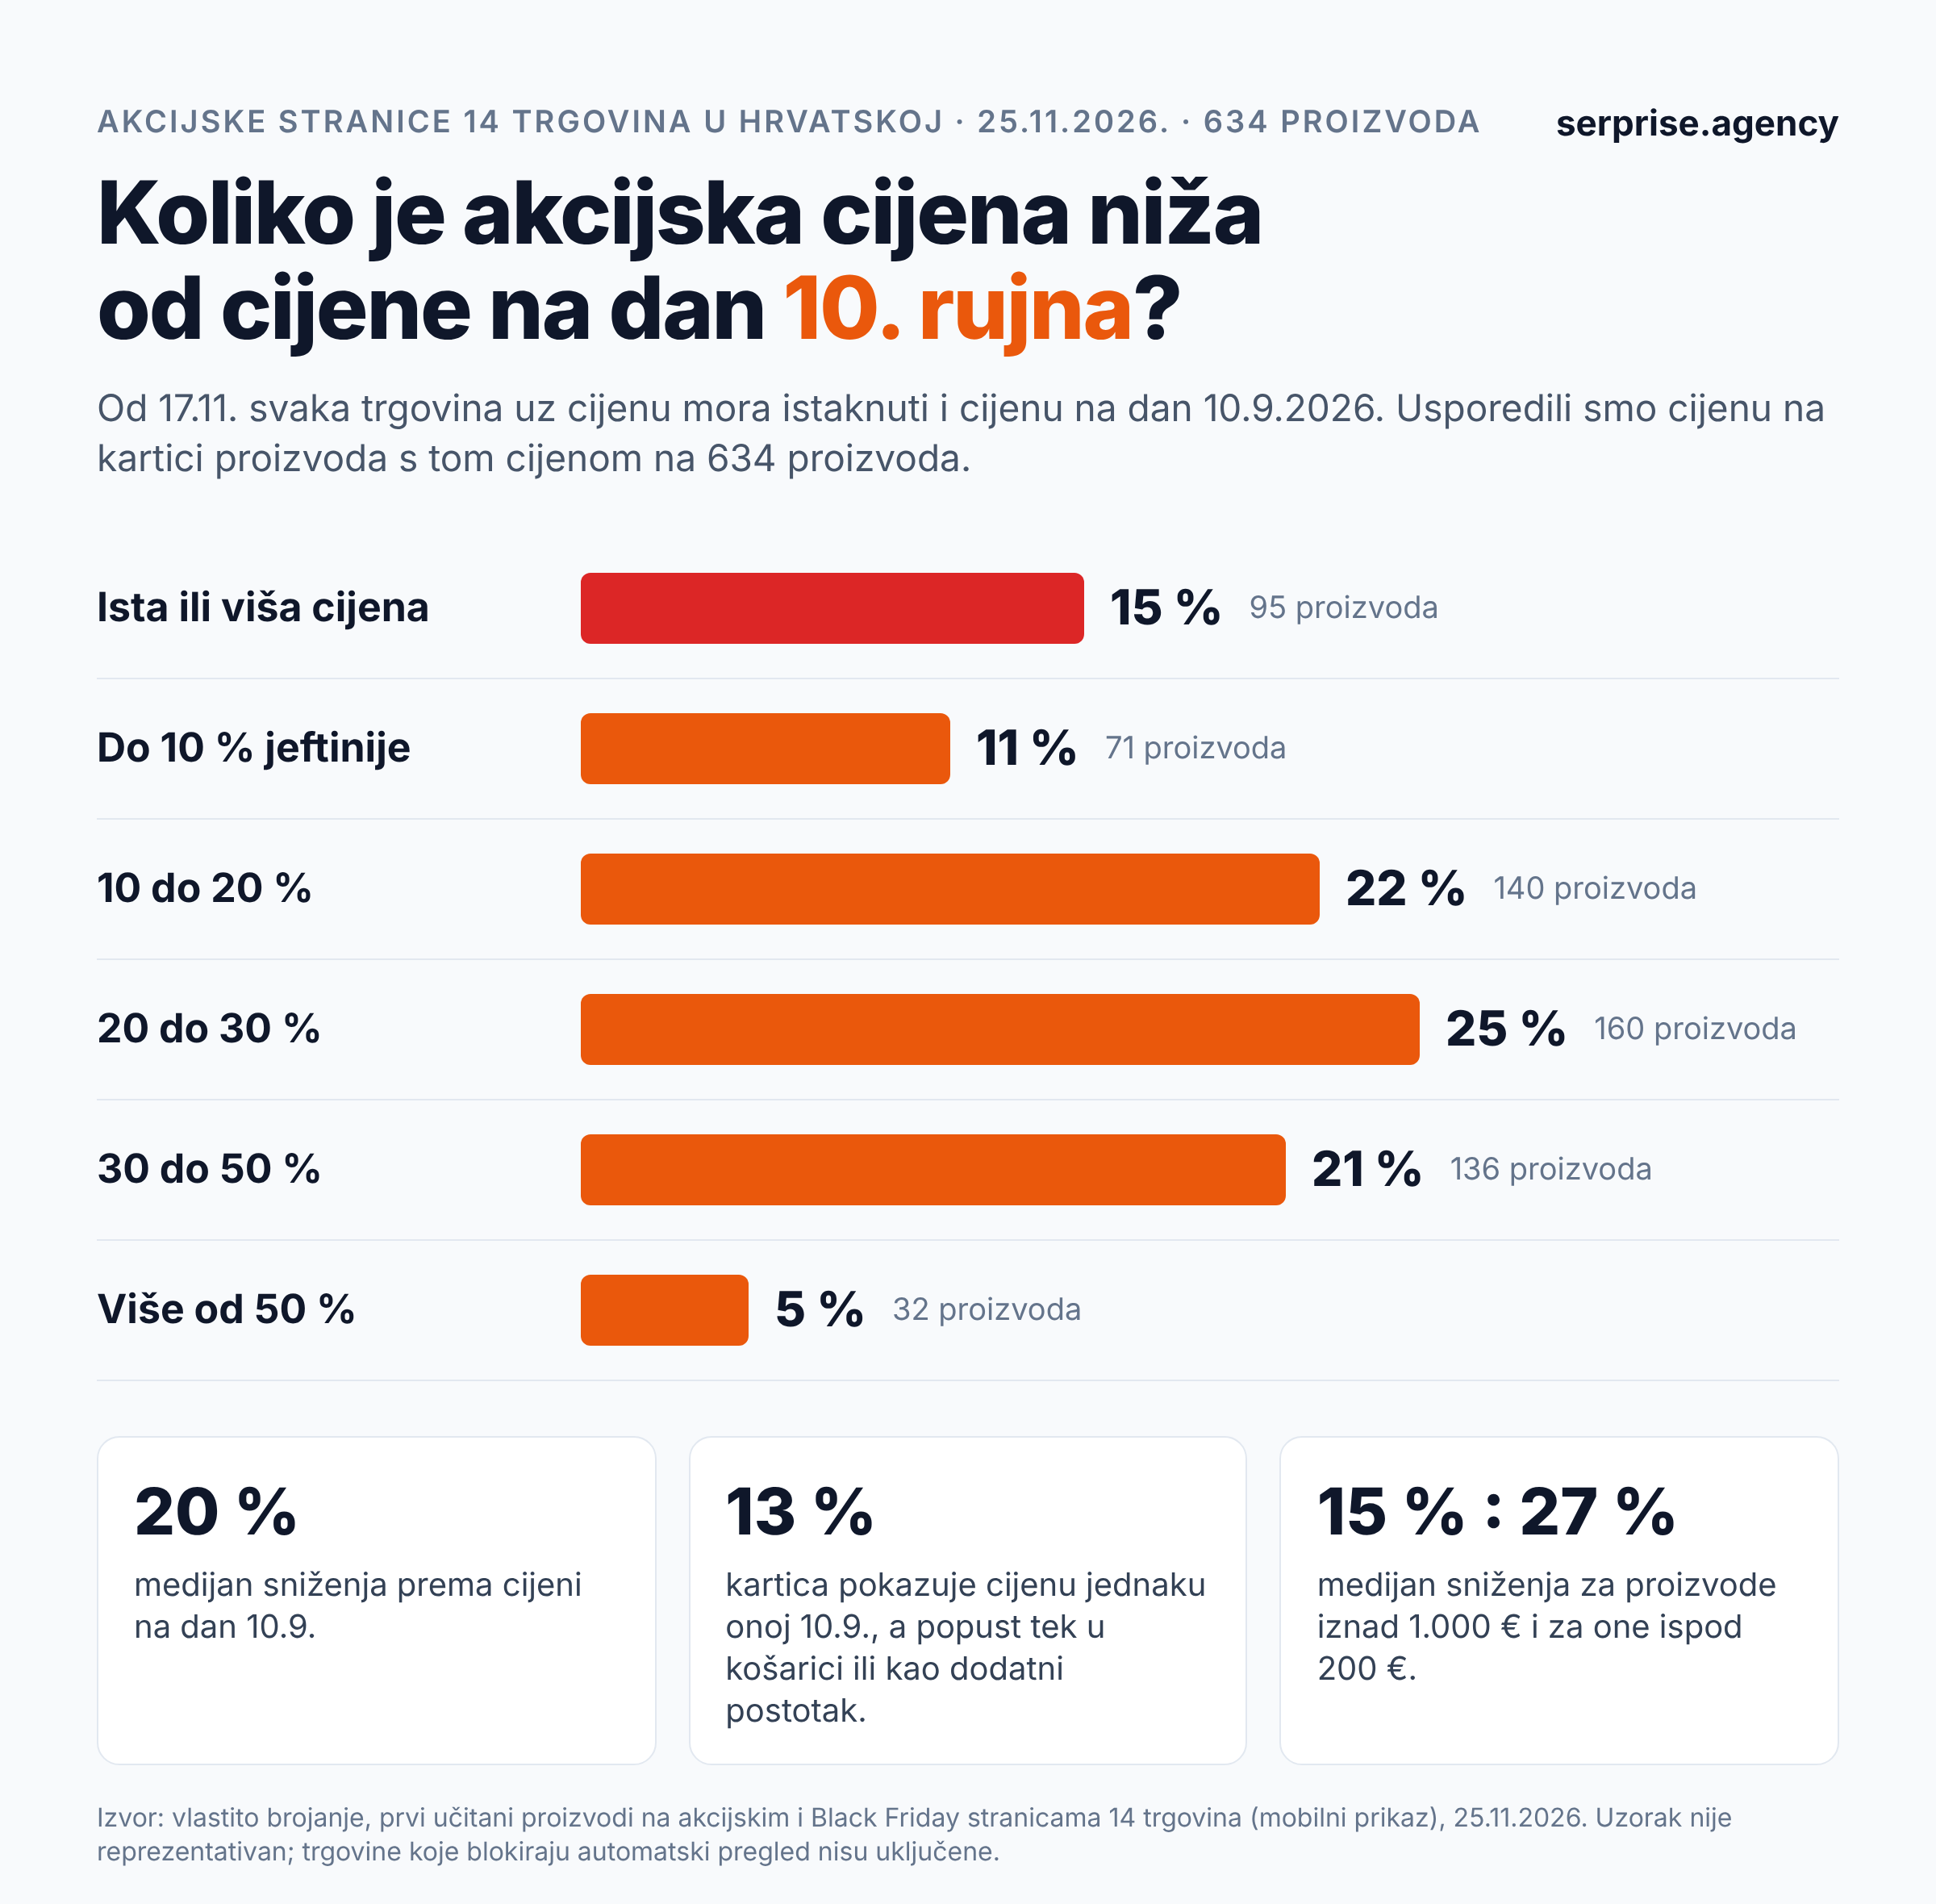 AKCIJSKE STRANICE 14 TRGOVINA U HRVATSKOJ · 25.11.2026. · 634 PROIZVODA
serprise.agency
Koliko je akcijska cijena niža
od cijene na dan 10. rujna?
Od 17.11. svaka trgovina uz cijenu mora istaknuti i cijenu na dan 10.9.2026. Usporedili smo cijenu na
kartici proizvoda s tom cijenom na 634 proizvoda.
Ista ili viša cijena 15 % 95 proizvoda
Do 10 % jeftinije 11 % 71 proizvoda
10 do 20 % 22 % 140 proizvoda
20 do 30 % 25 % 160 proizvoda
30 do 50 % 21 % 136 proizvoda
Više od 50 % 5 % 32 proizvoda
20 %
medijan sniženja prema cijeni
na dan 10.9.
13 %
kartica pokazuje cijenu jednaku
onoj 10.9., a popust tek u
košarici ili kao dodatni
postotak.
15 % : 27 %
medijan sniženja za proizvode
iznad 1.000 € i za one ispod
200 €.
Izvor: vlastito brojanje, prvi učitani proizvodi na akcijskim i Black Friday stranicama 14 trgovina (mobilni prikaz), 25.11.2026. Uzorak nije
reprezentativan; trgovine koje blokiraju automatski pregled nisu uključene.